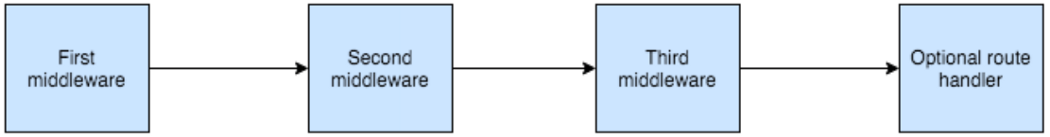 First
middleware
Second
middleware
Third
middleware
Optional route
handler